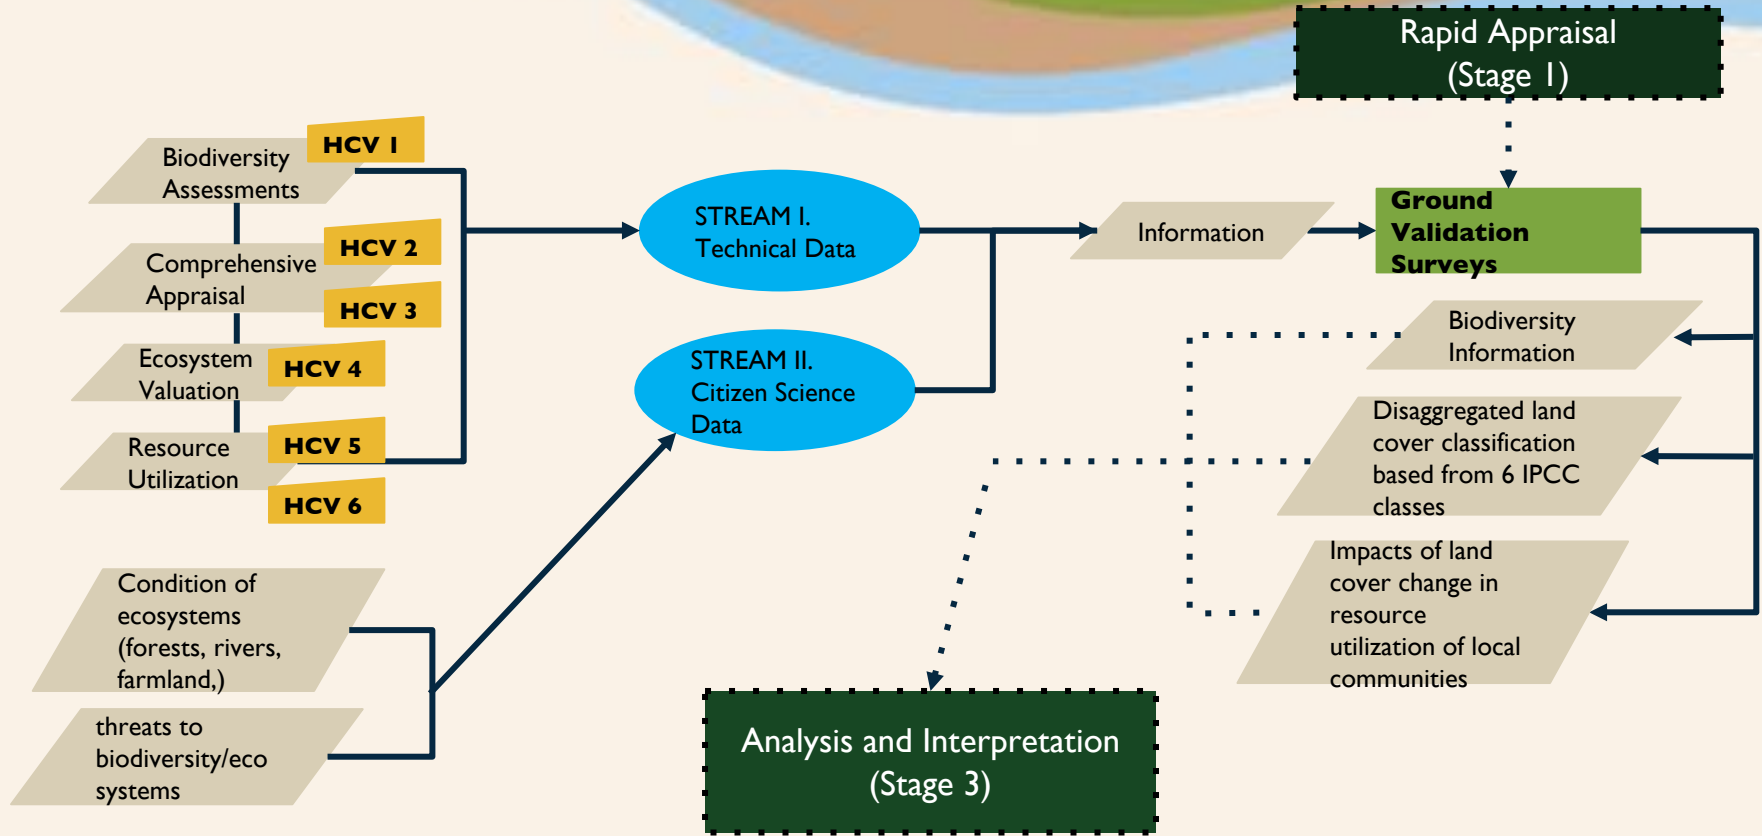 Rapid Appraisal
(Stage 1)
Biodiversity
Assessments
HCV 1
Comprehensive
Appraisal
HCV 2
HCV 3
Ecosystem
Valuation
HCV 4
Resource
Utilization
HCV 5
HCV 6
Condition of
ecosystems
(forests, rivers,
farmland,)
threats to
biodiversity/eco
systems
STREAM I.
Technical Data
STREAM II.
Citizen Science
Data
Information
Ground
Validation
Surveys
Biodiversity
Information
Disaggregated land
cover classification
based from 6 IPCC
classes
Impacts of land
cover change in
resource
utilization of local
communities
Analysis and Interpretation
(Stage 3)